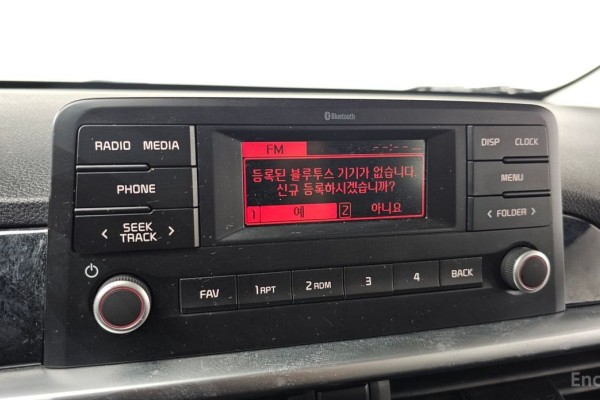 Bluetooth
RADIO MEDIA
PHONE
< SEEK TRACK >
FM
등록된 블루투스 기기가 없습니다.
신규 등록하시겠습니까?
1 예 2 아니요
DISP CLOCK
MENU
< FOLDER >
FAV 1 RPT 2 RDM 3 4 BACK
Enc